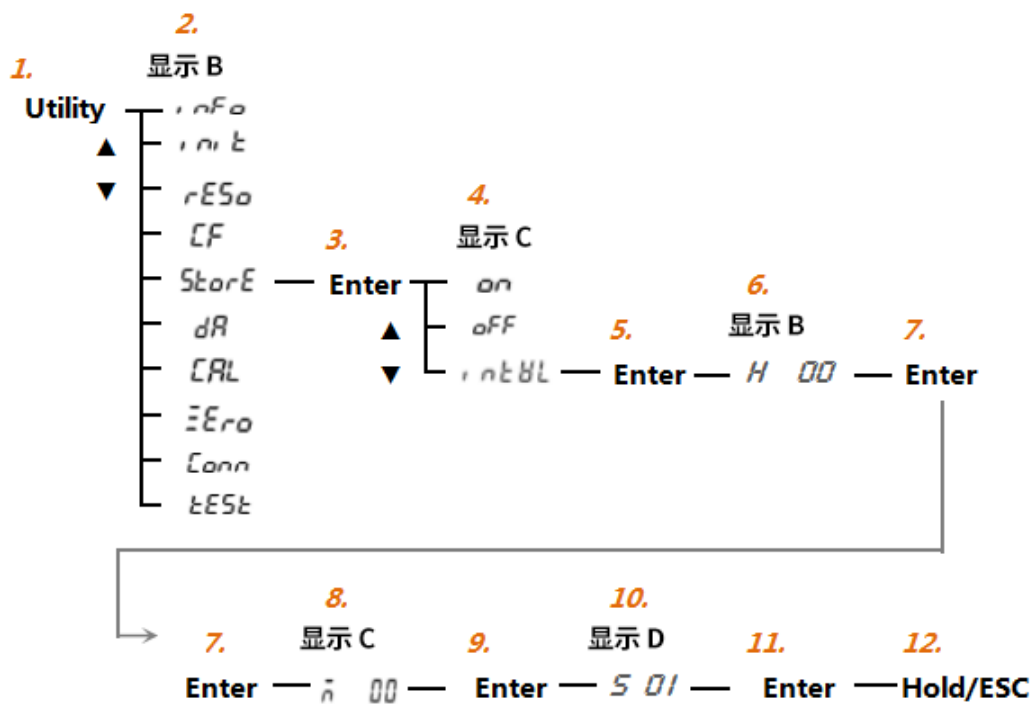 2.
显示 B
1.
Utility
inFo
▲
init
▼
rESo
CF
StorE
dA
CAL
ZEro
Conn
tESt
3.
Enter
▲
▼
4.
显示 C
on
oFF
intVL
5.
Enter
6.
显示 B
H 00
7.
Enter
7.
Enter
8.
显示 C
n̄ 00
9.
Enter
10.
显示 D
S 01
11.
Enter
12.
Hold/ESC